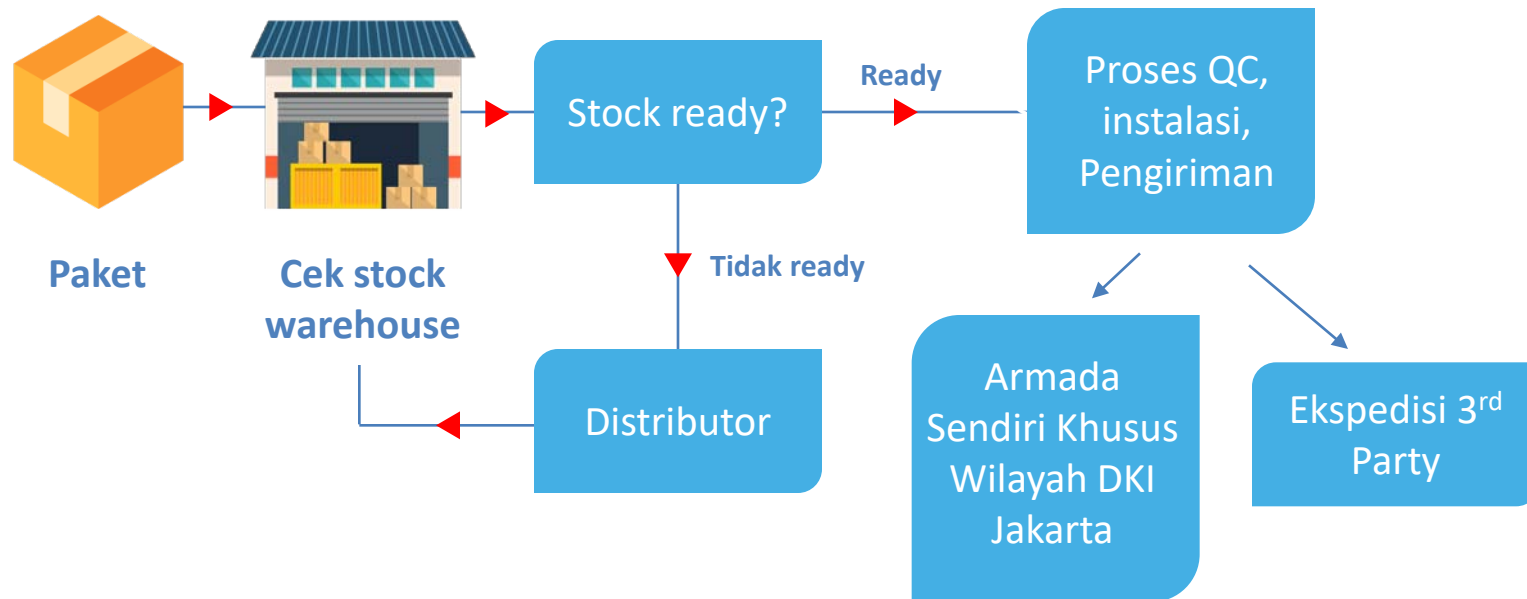 Paket
Cek stock
warehouse
Stock ready?
Ready
Proses QC,
instalasi,
Pengiriman
Tidak ready
Distributor
Armada
Sendiri Khusus
Wilayah DKI
Jakarta
Ekspedisi 3rd
Party